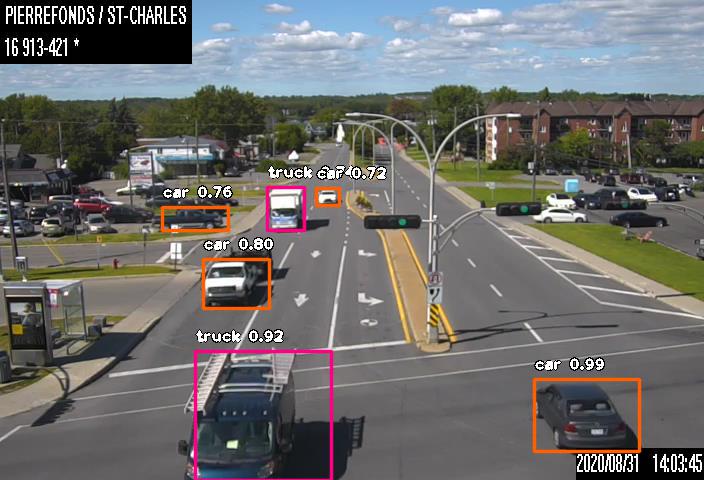 PIERREFONDS / ST-CHARLES
16 913-421 *
car 0.76
car 0.72
car 0.80
truck 0.92
car 0.99
2020/08/31 14:03:45